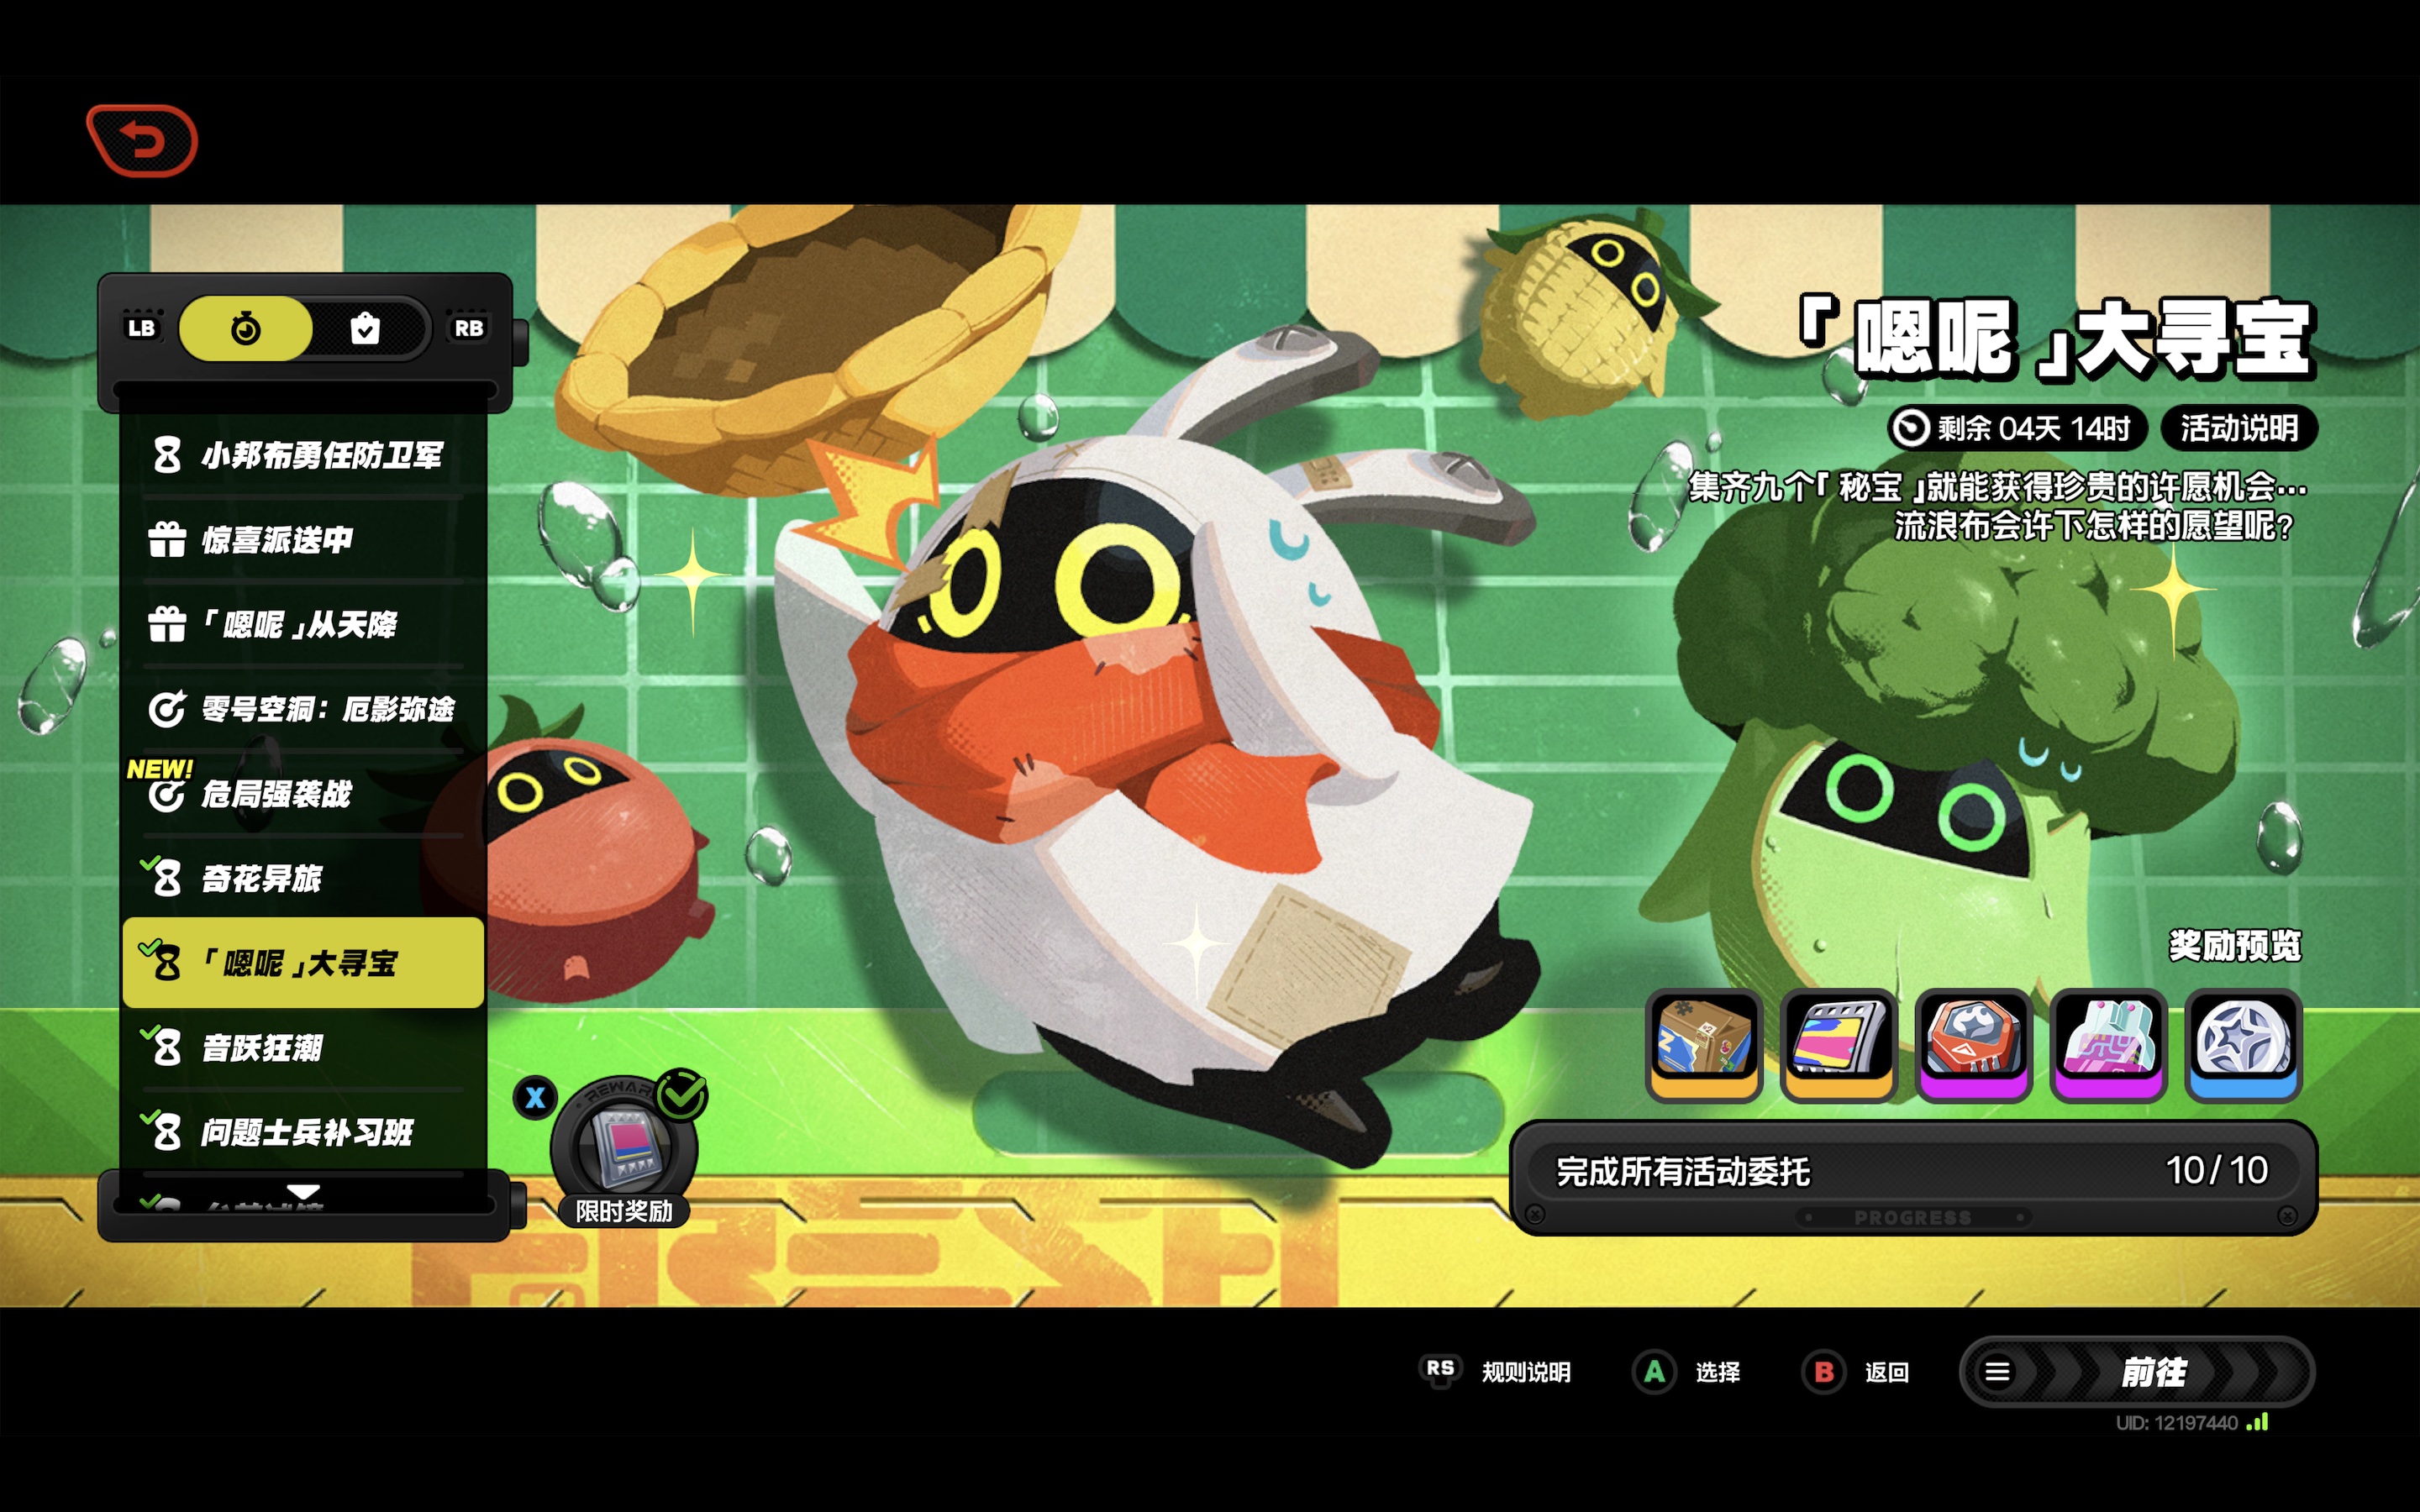 LB
RB
小邦布勇任防卫军
惊喜派送中
「嗯呢」从天降
零号空洞：厄影弥途
NEW!
危局强袭战
奇花异旅
「嗯呢」大寻宝
音跃狂潮
问题士兵补习班
X
REWARD
限时奖励
「嗯呢」大寻宝
剩余 04天 14时
活动说明
集齐九个「秘宝」就能获得珍贵的许愿机会…
流浪布会许下怎样的愿望呢？
奖励预览
完成所有活动委托
10/10
PROGRESS
FRESH
RS 规则说明
A 选择
B 返回
前往
UID: 12197440